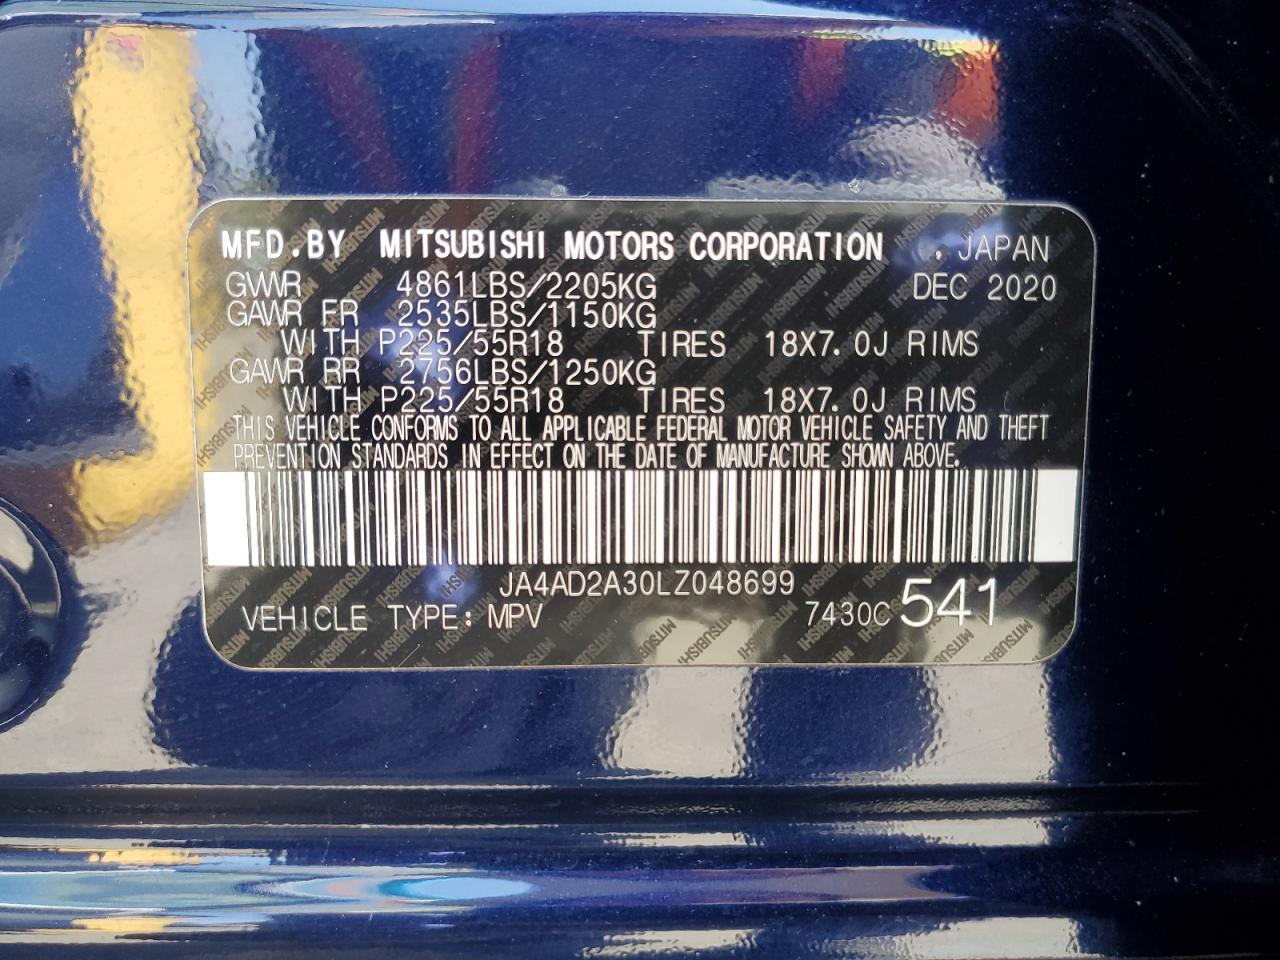 MFD.BY MITSUBISHI MOTORS CORPORATION , JAPAN
GVWR 4861LBS/2205KG DEC 2020
GAWR FR 2535LBS/1150KG
WITH P225/55R18 TIRES 18X7.0J RIMS
GAWR RR 2756LBS/1250KG
WITH P225/55R18 TIRES 18X7.0J RIMS
THIS VEHICLE CONFORMS TO ALL APPLICABLE FEDERAL MOTOR VEHICLE SAFETY AND THEFT
PREVENTION STANDARDS IN EFFECT ON THE DATE OF MANUFACTURE SHOWN ABOVE.
JA4AD2A30LZ048699
VEHICLE TYPE: MPV 7430C 541